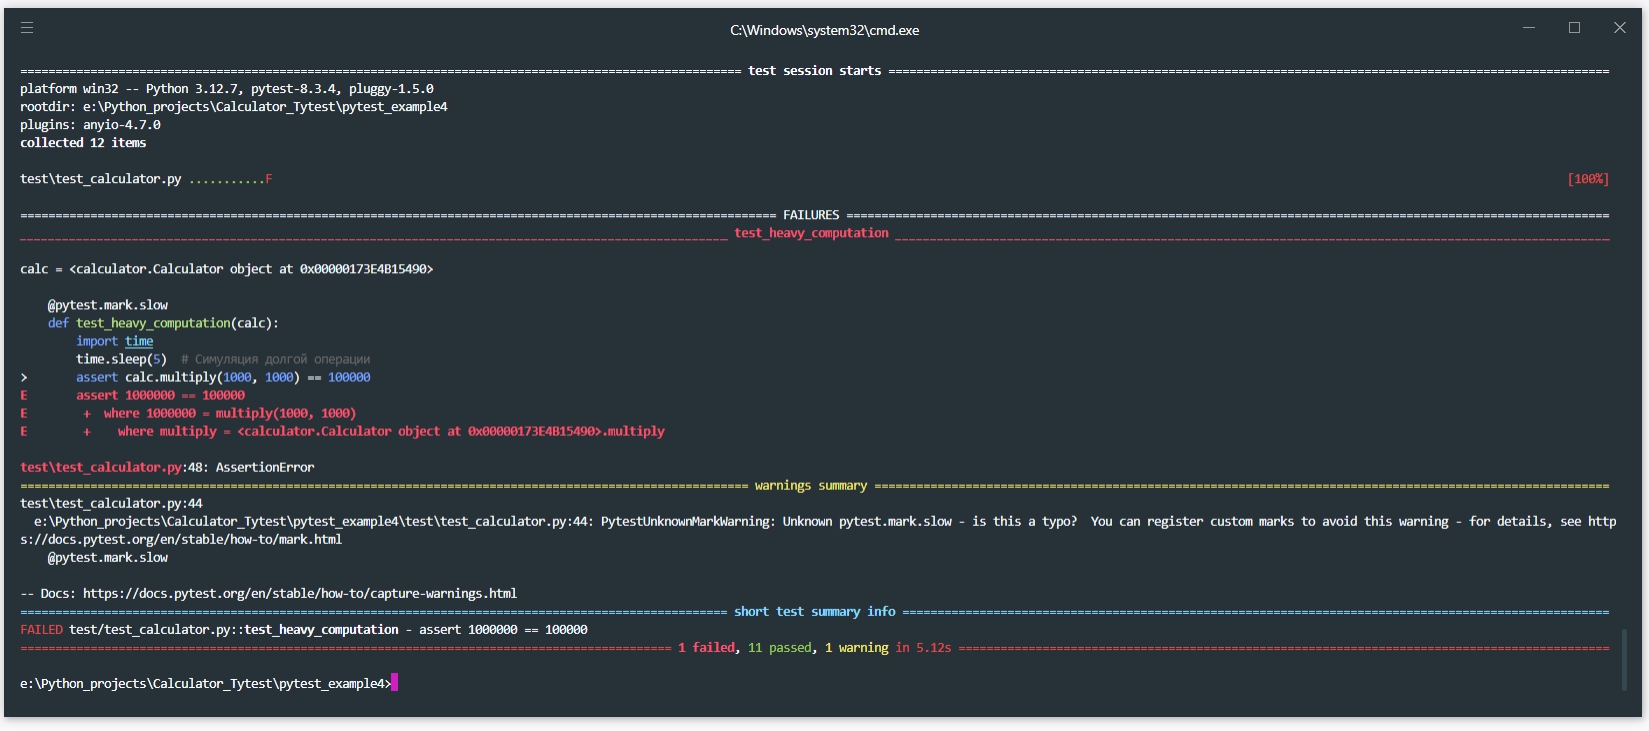 C:\Windows\system32\cmd.exe
======================================================================================================= test session starts =======================================================================================================
platform win32 -- Python 3.12.7, pytest-8.3.4, pluggy-1.5.0
rootdir: e:\Python_projects\Calculator_Tytest\pytest_example4
plugins: anyio-4.7.0
collected 12 items
test\test_calculator.py ...........F [100%]
============================================================================================================ FAILURES =============================================================================================================
_____________________________________________________________________________________________________ test_heavy_computation ______________________________________________________________________________________________________
calc = <calculator.Calculator object at 0x00000173E4B15490>
    @pytest.mark.slow
    def test_heavy_computation(calc):
        import time
        time.sleep(5)  # Симуляция долгой операции
>       assert calc.multiply(1000, 1000) == 100000
E       assert 1000000 == 100000
E        +  where 1000000 = multiply(1000, 1000)
E        +    where multiply = <calculator.Calculator object at 0x00000173E4B15490>.multiply
test\test_calculator.py:48: AssertionError
======================================================================================================== warnings summary =========================================================================================================
test\test_calculator.py:44
  e:\Python_projects\Calculator_Tytest\pytest_example4\test\test_calculator.py:44: PytestUnknownMarkWarning: Unknown pytest.mark.slow - is this a typo?  You can register custom marks to avoid this warning - for details, see http
s://docs.pytest.org/en/stable/how-to/mark.html
    @pytest.mark.slow
-- Docs: https://docs.pytest.org/en/stable/how-to/capture-warnings.html
===================================================================================================== short test summary info =====================================================================================================
FAILED test/test_calculator.py::test_heavy_computation - assert 1000000 == 100000
============================================================================================= 1 failed, 11 passed, 1 warning in 5.12s =============================================================================================
e:\Python_projects\Calculator_Tytest\pytest_example4>